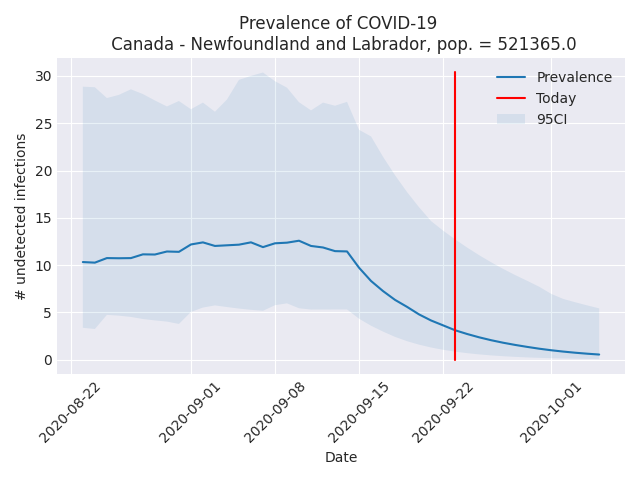 Prevalence of COVID-19
Canada - Newfoundland and Labrador, pop. = 521365.0
30
25
20
15
10
5
0
# undetected infections
Prevalence
Today
95CI
2020-08-22
2020-09-01
2020-09-08
2020-09-15
2020-09-22
2020-10-01
Date